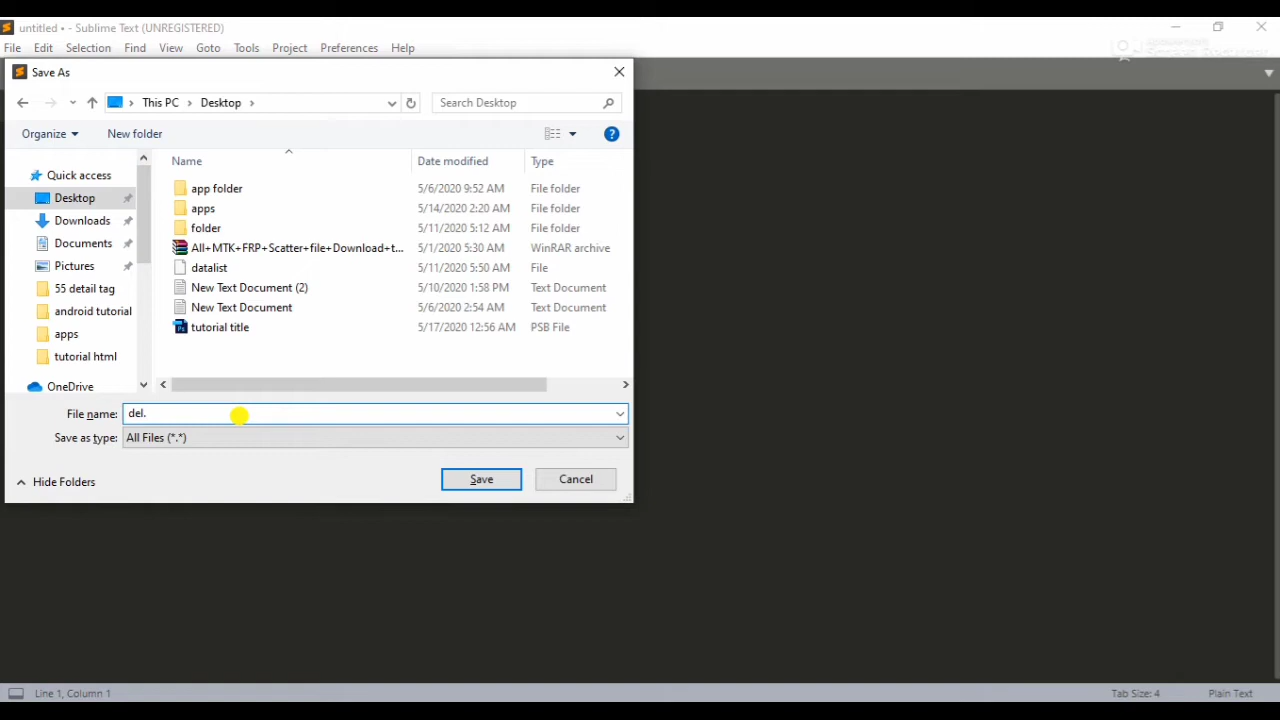 untitled • - Sublime Text (UNREGISTERED)
File Edit Selection Find View Goto Tools Project Preferences Help
Screen Recorder
Save As
This PC > Desktop >
Search Desktop
Organize
New folder
Name Date modified Type
Quick access
Desktop
Downloads
Documents
Pictures
55 detail tag
android tutorial
apps
tutorial html
OneDrive
app folder 5/6/2020 9:52 AM File folder
apps 5/14/2020 2:20 AM File folder
folder 5/11/2020 5:12 AM File folder
All+MTK+FRP+Scatter+file+Download+t... 5/1/2020 5:30 AM WinRAR archive
datalist 5/11/2020 5:50 AM File
New Text Document (2) 5/10/2020 1:58 PM Text Document
New Text Document 5/6/2020 2:54 AM Text Document
tutorial title 5/17/2020 12:56 AM PSB File
File name: del.
Save as type: All Files (*.*)
Hide Folders
Save
Cancel
Line 1, Column 1
Tab Size: 4
Plain Text